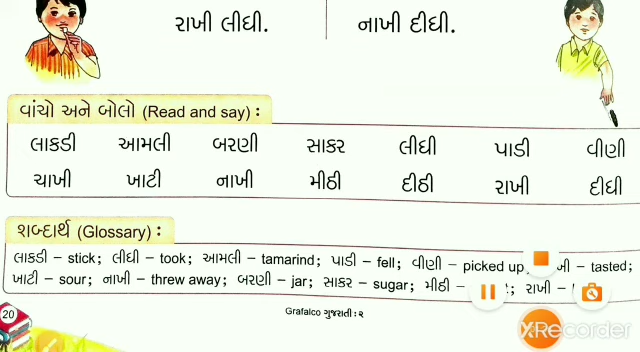 રાખી લીધી. નાખી દીધી.
વાંચો અને બોલો (Read and say) :
લાકડી આમલી બરણી સાકર લીધી પાડી વીણી
ચાખી ખાટી નાખી મીઠી દીઠી રાખી દીધી
શબ્દાર્થ (Glossary) :
લાકડી – stick; લીધી – took; આમલી – tamarind; પાડી – fell; વીણી – picked up; – tasted;
ખાટી – sour; નાખી – threw away; બરણી – jar; સાકર – sugar; મીઠી – ; રાખી –
20
Grafalco ગુજરાતી : ૨
XRecorder